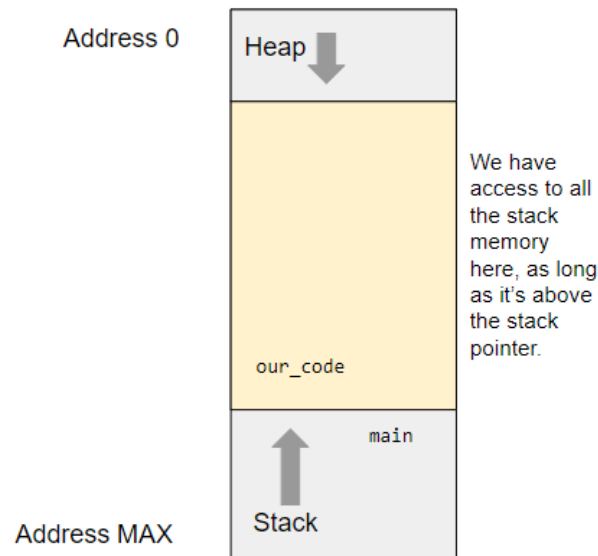 Address 0
Heap
We have
access to all
the stack
memory
here, as long
as it's above
the stack
pointer.
our_code
main
Stack
Address MAX